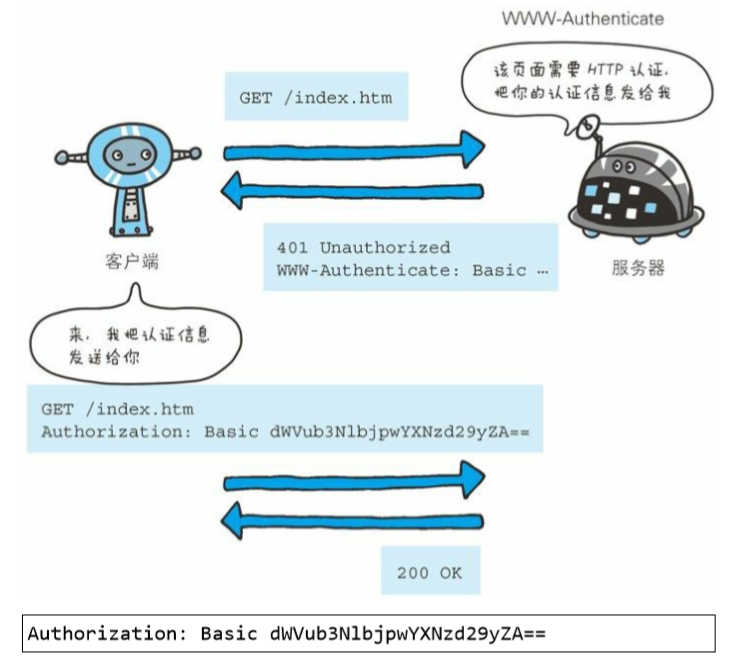 WWW-Authenticate
该页面需要 HTTP 认证,
把你的认证信息发给我
GET /index.htm
401 Unauthorized
WWW-Authenticate: Basic …
客户端
服务器
来, 我把认证信息
发送给你
GET /index.htm
Authorization: Basic dWVub3NlbjpwYXNzd29yZA==
200 OK
Authorization: Basic dWVub3NlbjpwYXNzd29yZA==